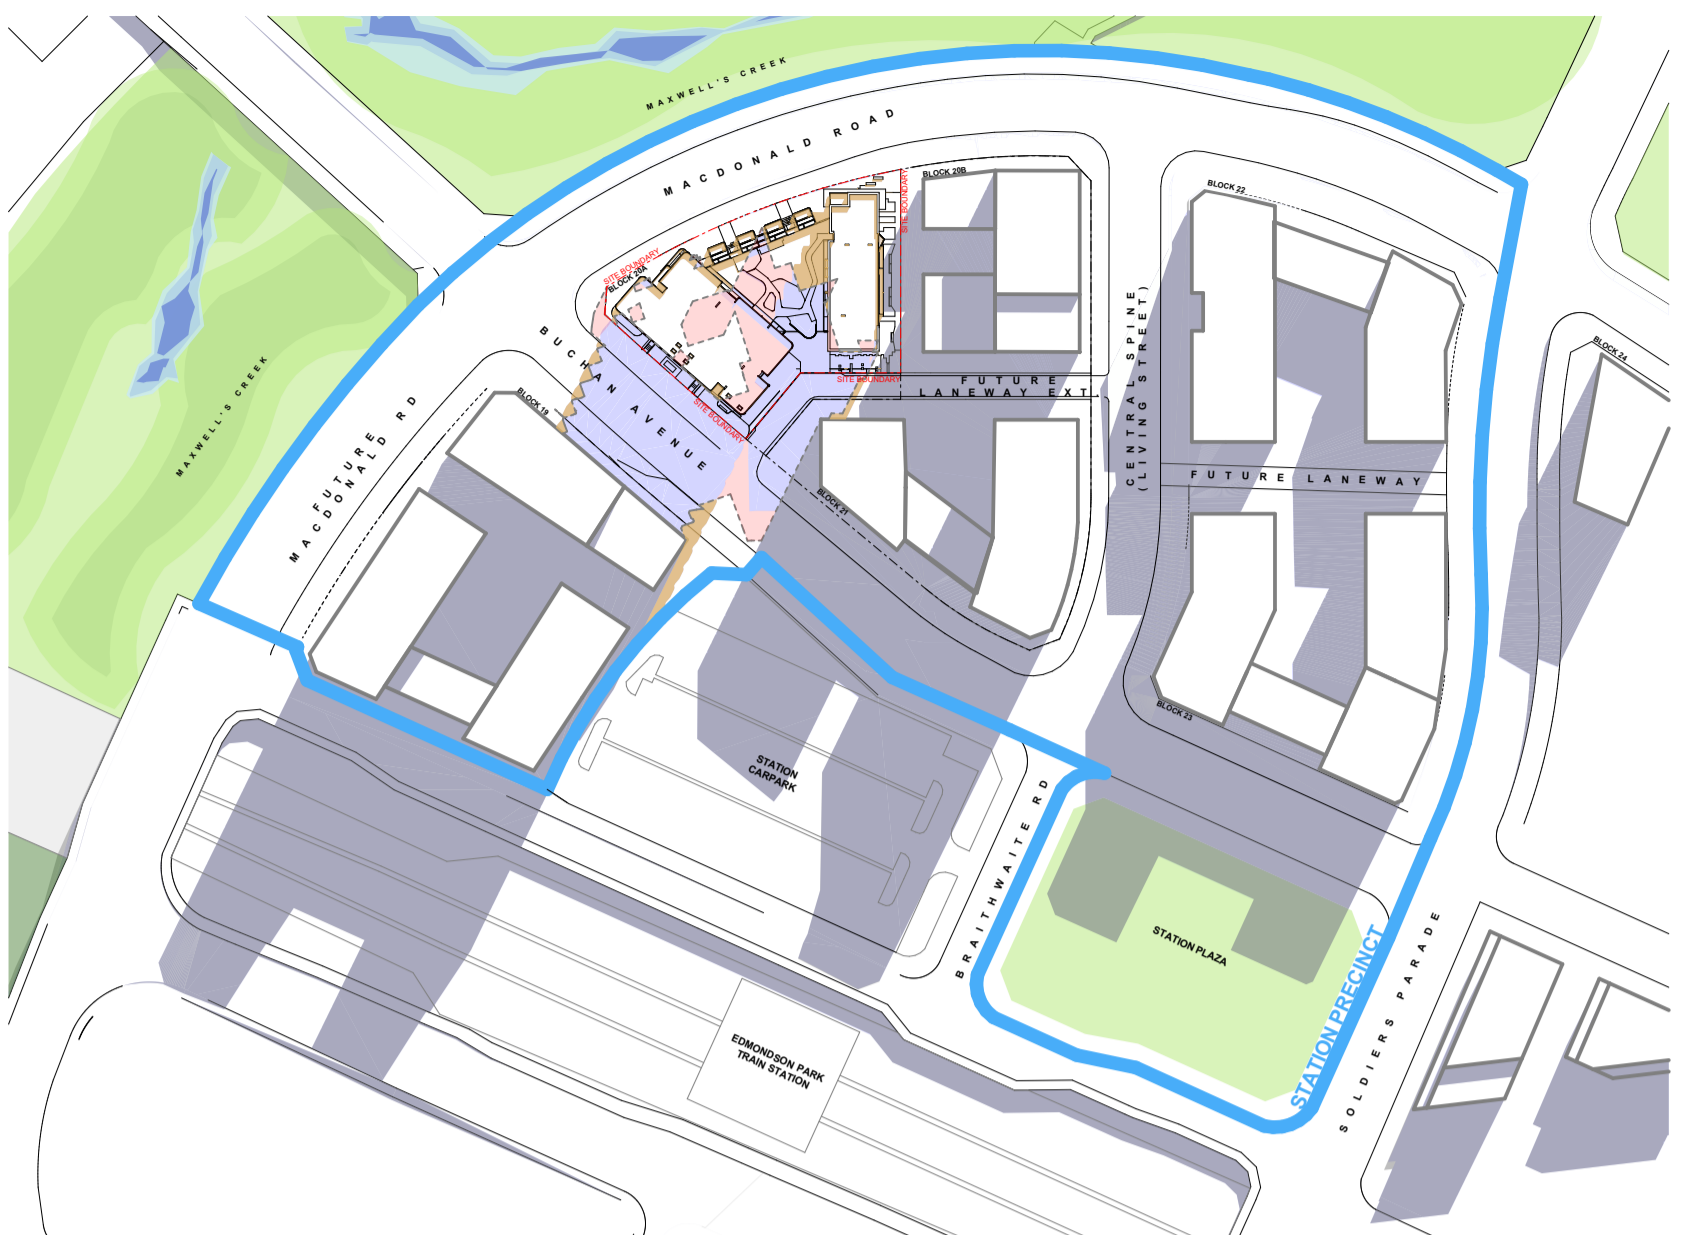 MAXWELL'S CREEK
MACDONALD ROAD
BLOCK 20B
SITE BOUNDARY
BLOCK 22
SITE BOUNDARY
BLOCK 20A
BUCHAN AVENUE
CENTRAL SPINE
(LIVING STREET)
BLOCK 24
SITE BOUNDARY
FUTURE
LANEWAY EXT.
MAXWELL'S CREEK
FUTURE
MACDONALD RD
BLOCK 19
SITE BOUNDARY
FUTURE LANEWAY
BLOCK 21
BLOCK 23
STATION
CARPARK
BRAITHWAITE RD
STATION PLAZA
STATION PRECINCT
SOLDIERS PARADE
EDMONDSON PARK
TRAIN STATION